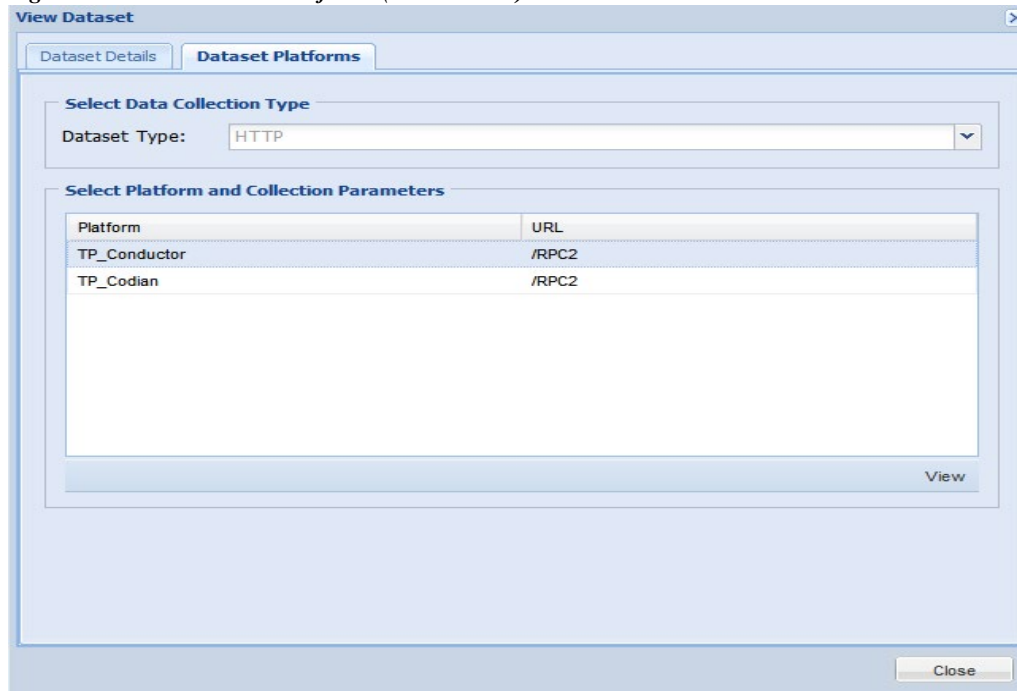 View Dataset
Dataset Details Dataset Platforms
Select Data Collection Type
Dataset Type: HTTP
Select Platform and Collection Parameters
Platform URL
TP_Conductor /RPC2
TP_Codian /RPC2
View
Close